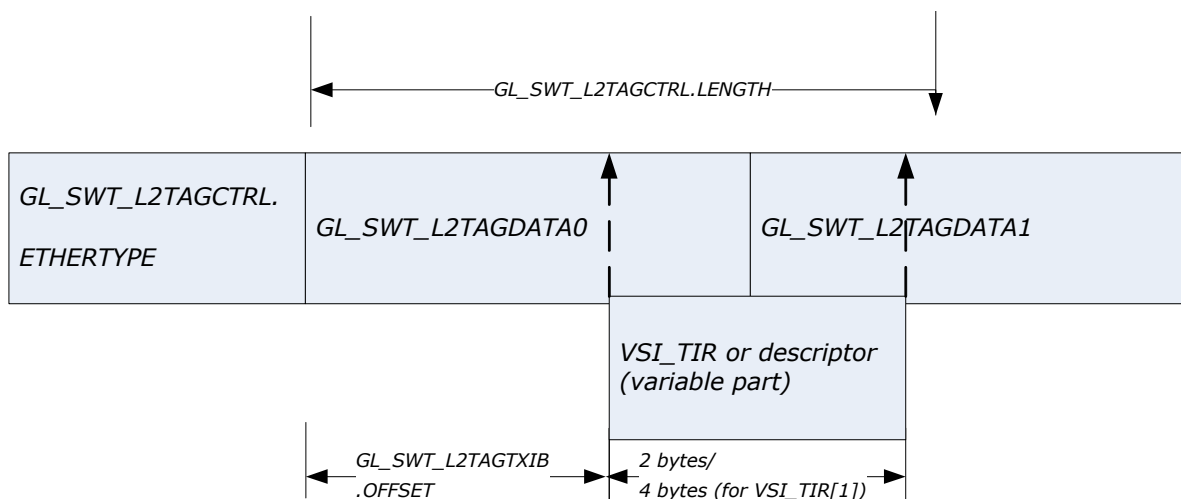 GL_SWT_L2TAGCTRL.LENGTH
GL_SWT_L2TAGCTRL.
ETHERTYPE
GL_SWT_L2TAGDATA0
GL_SWT_L2TAGDATA1
VSI_TIR or descriptor
(variable part)
GL_SWT_L2TAGTXIB
.OFFSET
2 bytes/
4 bytes (for VSI_TIR[1])